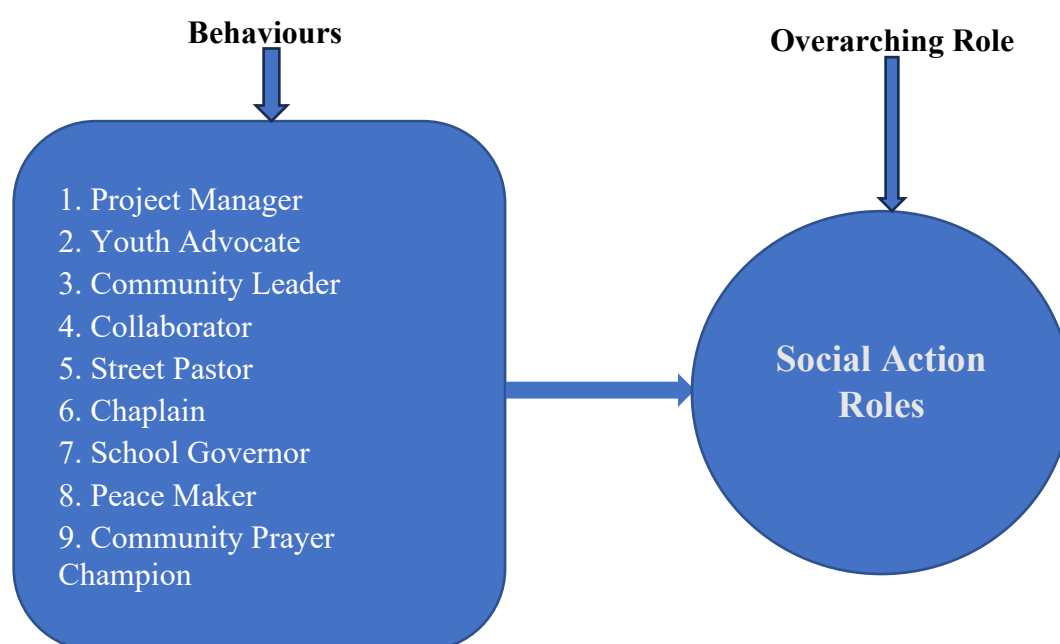 Behaviours
Overarching Role
1. Project Manager
2. Youth Advocate
3. Community Leader
4. Collaborator
5. Street Pastor
6. Chaplain
7. School Governor
8. Peace Maker
9. Community Prayer
Champion
Social Action
Roles